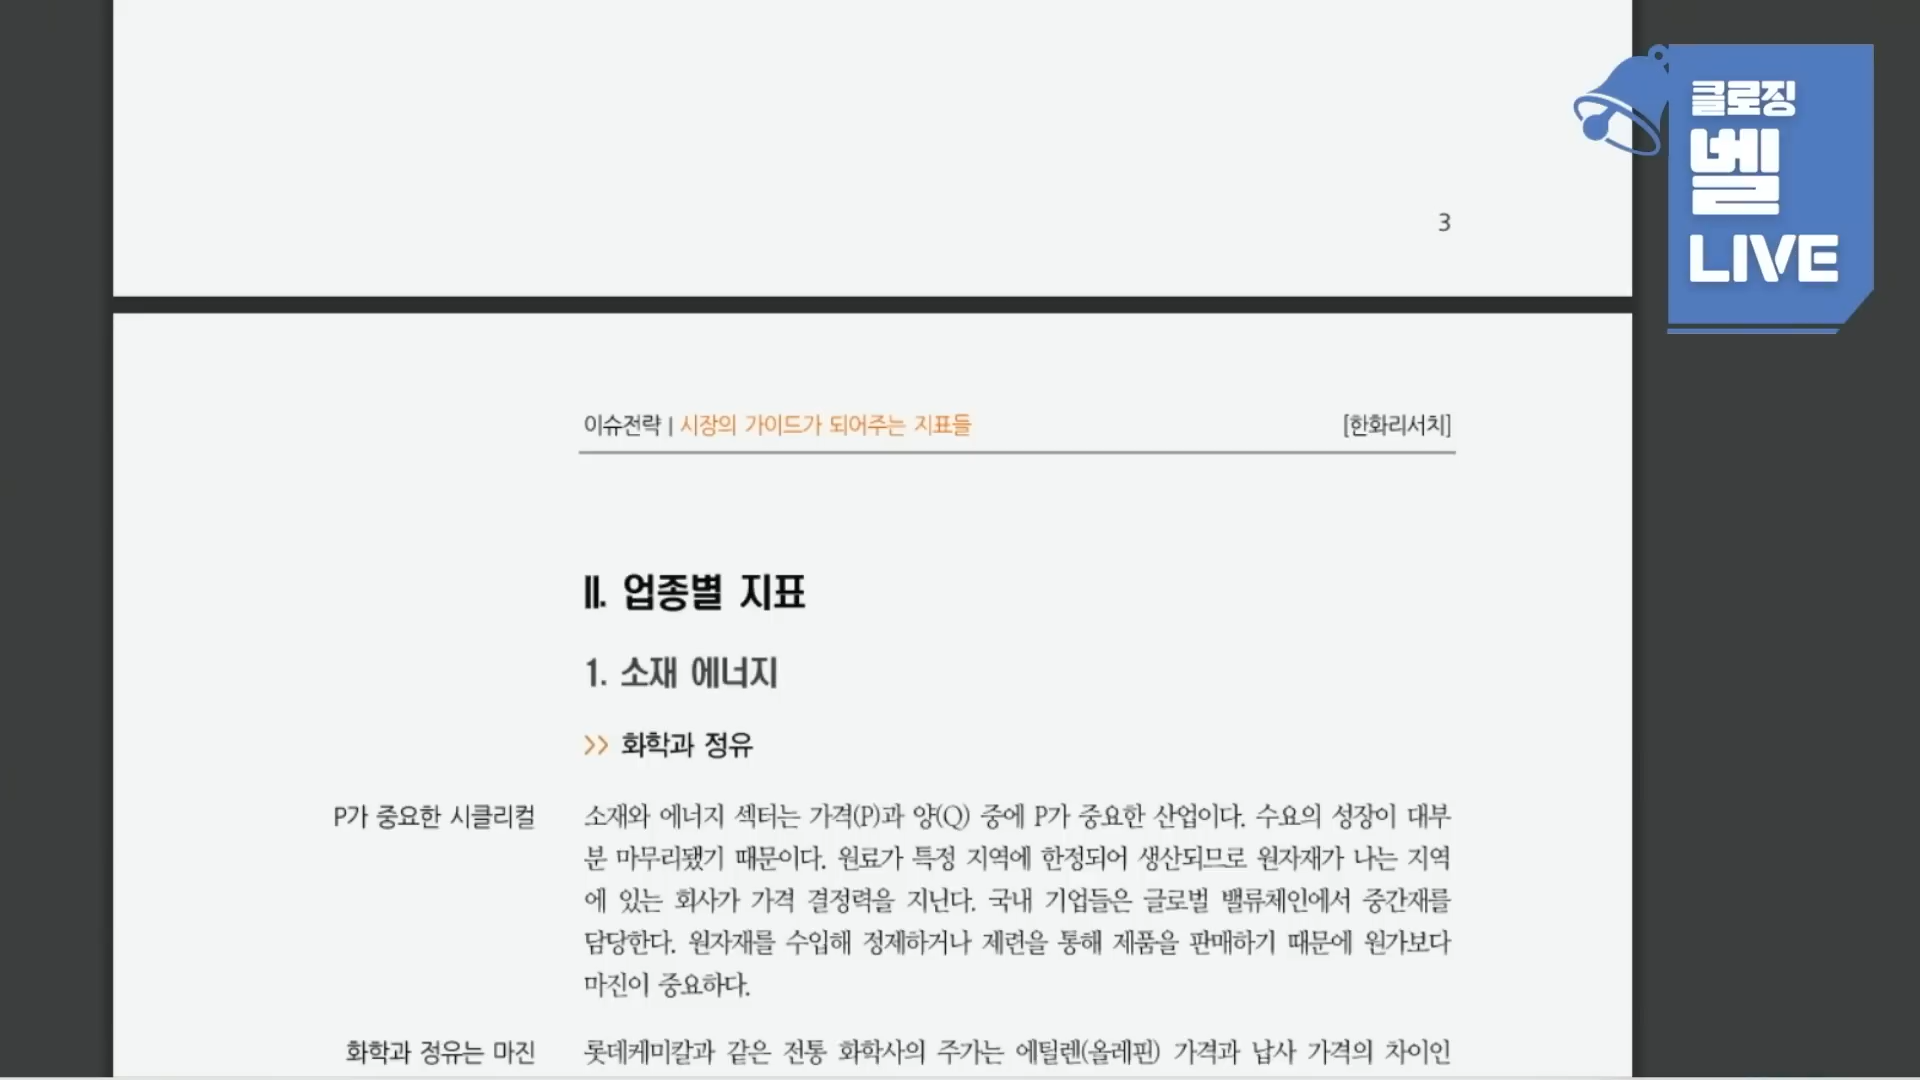 클로징
벨
LIVE
3
이슈전략 | 시장의 가이드가 되어주는 지표들 [한화리서치]
II. 업종별 지표
1. 소재 에너지
>> 화학과 정유
P가 중요한 시클리컬
소재와 에너지 섹터는 가격(P)과 양(Q) 중에 P가 중요한 산업이다. 수요의 성장이 대부
분 마무리됐기 때문이다. 원료가 특정 지역에 한정되어 생산되므로 원자재가 나는 지역
에 있는 회사가 가격 결정력을 지닌다. 국내 기업들은 글로벌 밸류체인에서 중간재를
담당한다. 원자재를 수입해 정제하거나 제련을 통해 제품을 판매하기 때문에 원가보다
마진이 중요하다.
화학과 정유는 마진
롯데케미칼과 같은 전통 화학사의 주가는 에틸렌(올레핀) 가격과 납사 가격의 차이인